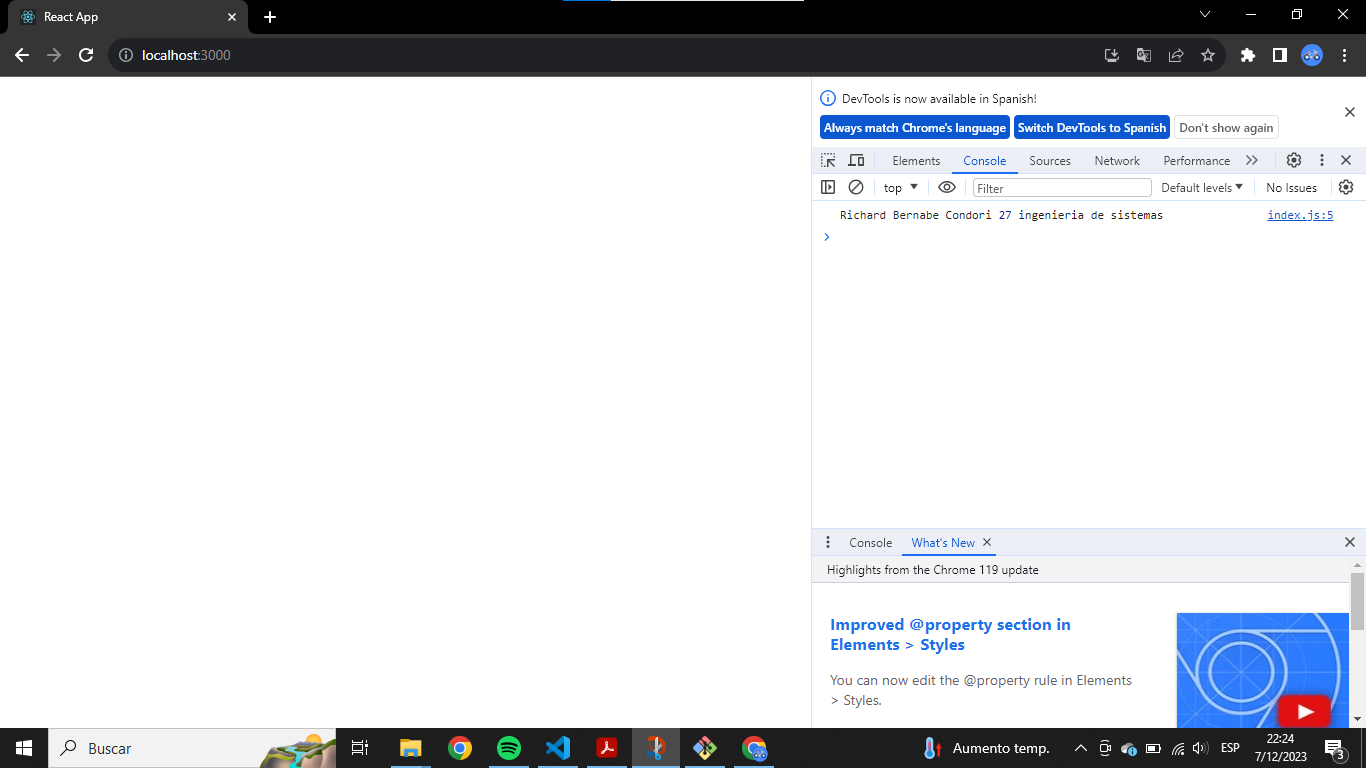 React App
localhost:3000
DevTools is now available in Spanish!
Always match Chrome's language Switch DevTools to Spanish Don't show again
Elements Console Sources Network Performance
top Filter Default levels No Issues
Richard Bernabe Condori 27 ingenieria de sistemas index.js:5
Console What's New
Highlights from the Chrome 119 update
Improved @property section in
Elements > Styles
You can now edit the @property rule in Elements
> Styles.
Buscar
Aumento temp.
ESP
22:24
7/12/2023
3